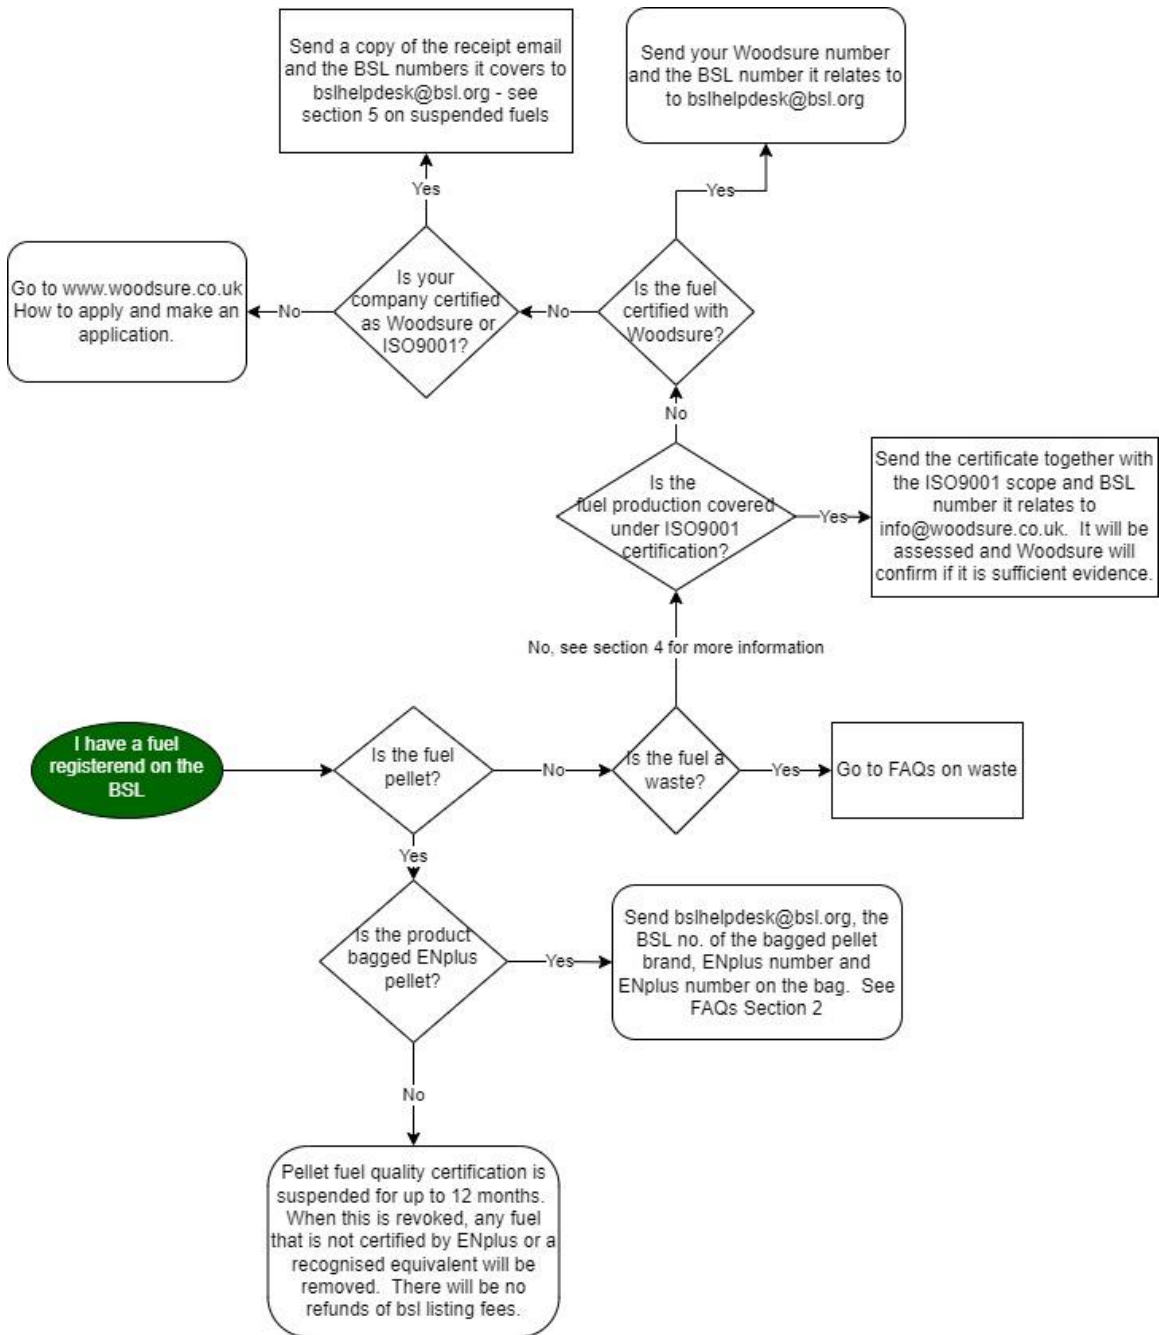 Send a copy of the receipt email
and the BSL numbers it covers to
bslhelpdesk@bsl.org - see
section 5 on suspended fuels
Send your Woodsure number
and the BSL number it relates to
to bslhelpdesk@bsl.org
Yes
Yes
Go to www.woodsure.co.uk
How to apply and make an
application.
No
Is your
company certified
as Woodsure or
ISO9001?
No
Is the fuel
certified with
Woodsure?
No
Is the
fuel production covered
under ISO9001
certification?
Yes
Send the certificate together with
the ISO9001 scope and BSL
number it relates to
info@woodsure.co.uk. It will be
assessed and Woodsure will
confirm if it is sufficient evidence.
No, see section 4 for more information
I have a fuel
registerend on the
BSL
Is the fuel
pellet?
No
Is the fuel a
waste?
Yes
Go to FAQs on waste
Yes
Is the product
bagged ENplus
pellet?
Yes
Send bslhelpdesk@bsl.org, the
BSL no. of the bagged pellet
brand, ENplus number and
ENplus number on the bag. See
FAQs Section 2
No
Pellet fuel quality certification is
suspended for up to 12 months.
When this is revoked, any fuel
that is not certified by ENplus or a
recognised equivalent will be
removed. There will be no
refunds of bsl listing fees.